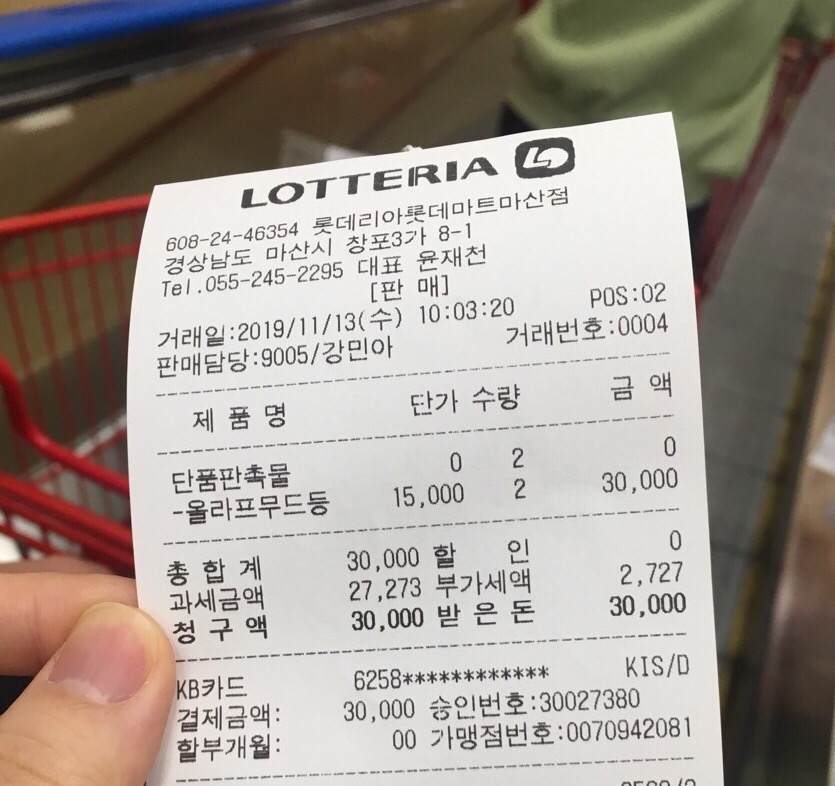 LOTTERIA
608-24-46354 롯데리아롯데마트마산점
경상남도 마산시 창포3가 8-1
Tel.055-245-2295 대표 윤재천
[판 매]
POS:02
거래일:2019/11/13(수) 10:03:20
판매담당:9005/강민아 거래번호:0004
제 품 명 단가 수량 금 액
단품판촉물 0 2 0
-올라프무드등 15,000 2 30,000
총 합 계 30,000 할 인 0
과세금액 27,273 부가세액 2,727
청 구 액 30,000 받 은 돈 30,000
KB카드 6258************ KIS/D
결제금액: 30,000 승인번호:30027380
할부개월: 00 가맹점번호:0070942081